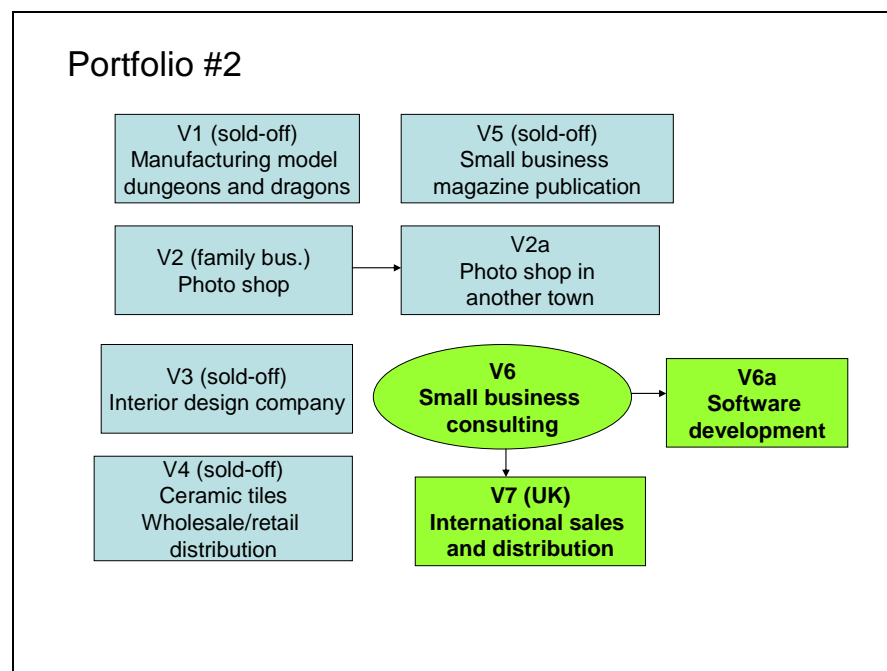 Portfolio #2
V1 (sold-off)
Manufacturing model
dungeons and dragons
V5 (sold-off)
Small business
magazine publication
V2 (family bus.)
Photo shop
V2a
Photo shop in
another town
V3 (sold-off)
Interior design company
V6
Small business
consulting
V6a
Software
development
V4 (sold-off)
Ceramic tiles
Wholesale/retail
distribution
V7 (UK)
International sales
and distribution